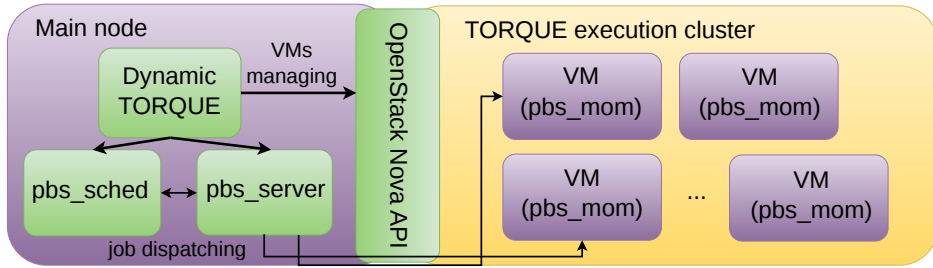 Main node
Dynamic
TORQUE
VMs
managing
pbs_sched
pbs_server
job dispatching
OpenStack Nova API
TORQUE execution cluster
VM
(pbs_mom)
VM
(pbs_mom)
VM
(pbs_mom)
...
VM
(pbs_mom)